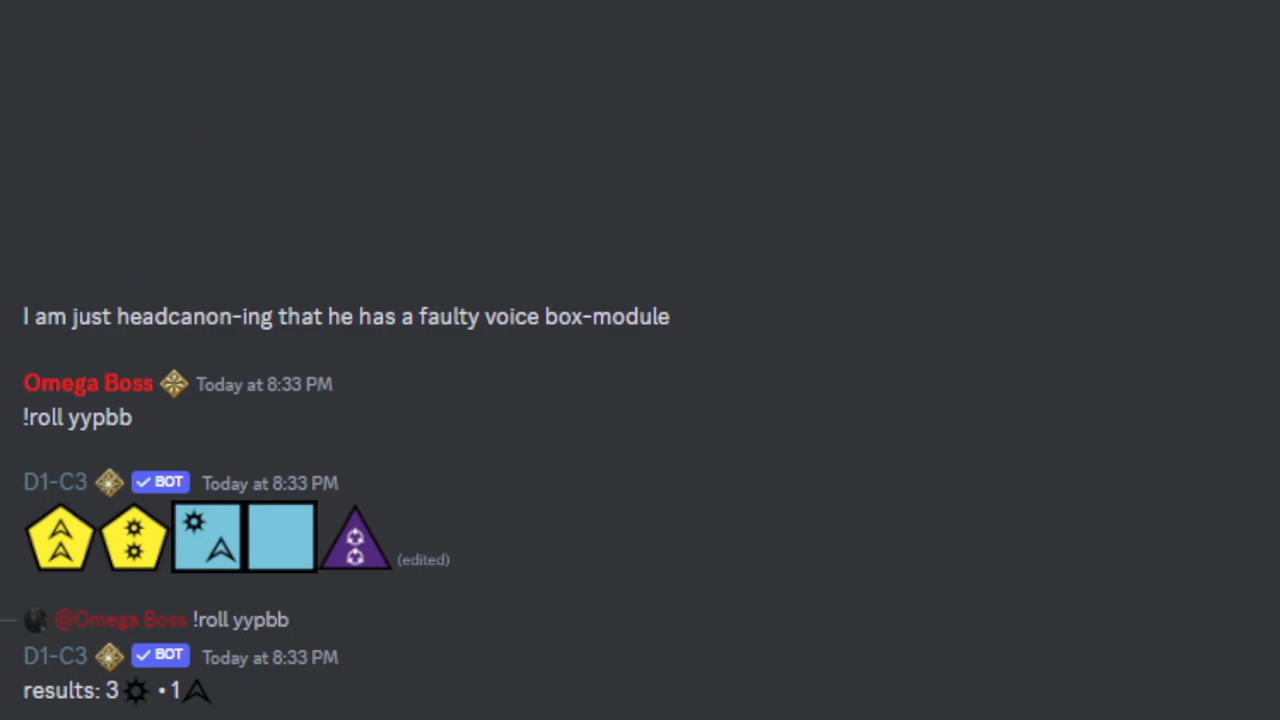 I am just headcanon-ing that he has a faulty voice box-module
Omega Boss Today at 8:33 PM
!roll yypbb
D1-C3 BOT Today at 8:33 PM
(edited)
@Omega Boss !roll yypbb
D1-C3 BOT Today at 8:33 PM
results: 3 • 1